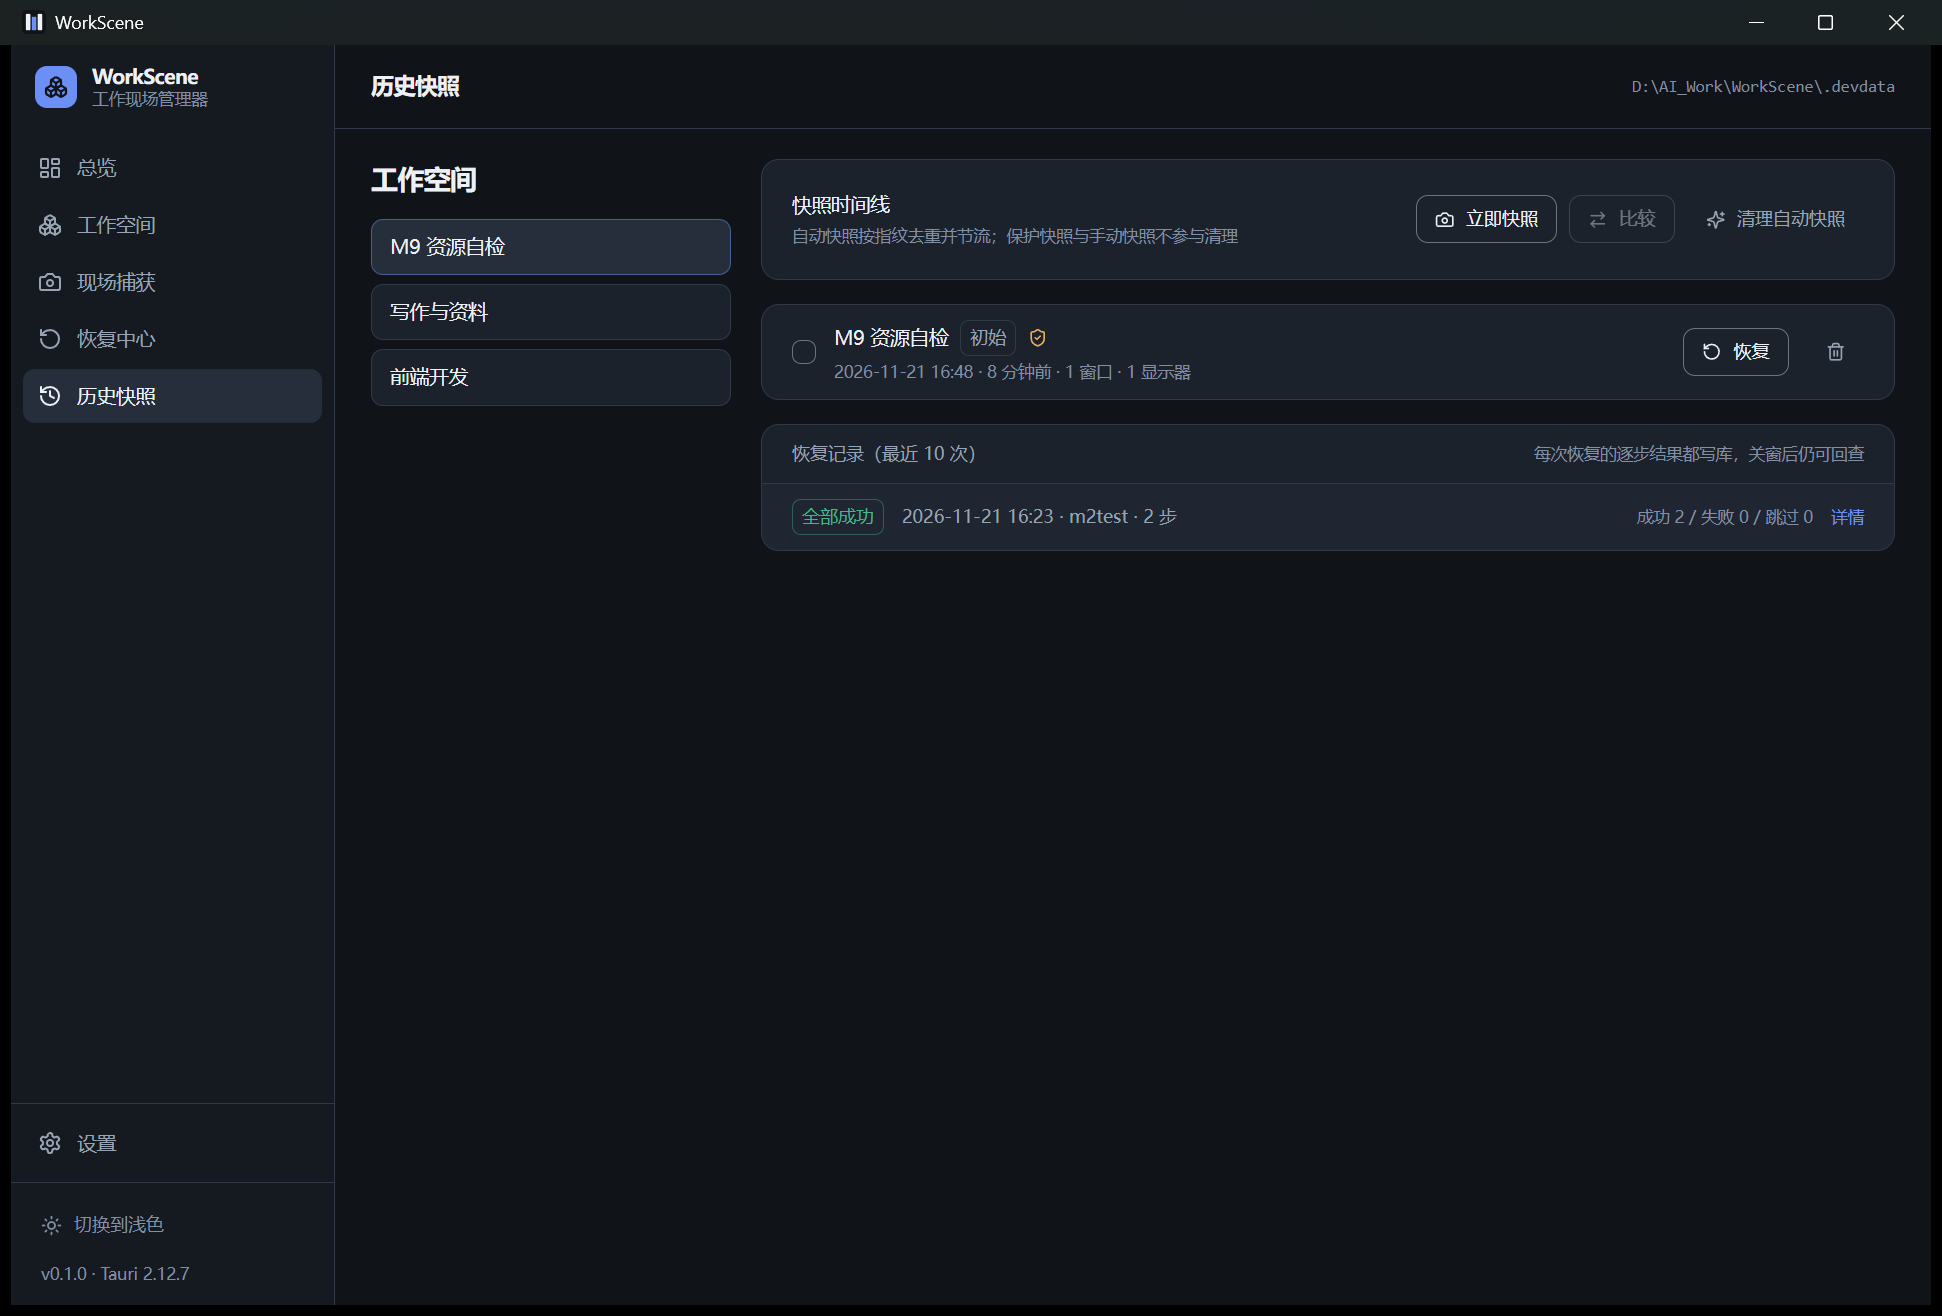 WorkScene
WorkScene
工作现场管理器
总览
工作空间
现场捕获
恢复中心
历史快照
设置
切换到浅色
v0.1.0 · Tauri 2.12.7
历史快照
D:\AI_Work\WorkScene\.devdata
工作空间
M9 资源自检
写作与资料
前端开发
快照时间线
自动快照按指纹去重并节流；保护快照与手动快照不参与清理
立即快照
比较
清理自动快照
M9 资源自检 初始
2026-11-21 16:48 · 8 分钟前 · 1 窗口 · 1 显示器
恢复
恢复记录（最近 10 次）
每次恢复的逐步结果都写库，关窗后仍可回查
全部成功 2026-11-21 16:23 · m2test · 2 步
成功 2 / 失败 0 / 跳过 0 详情